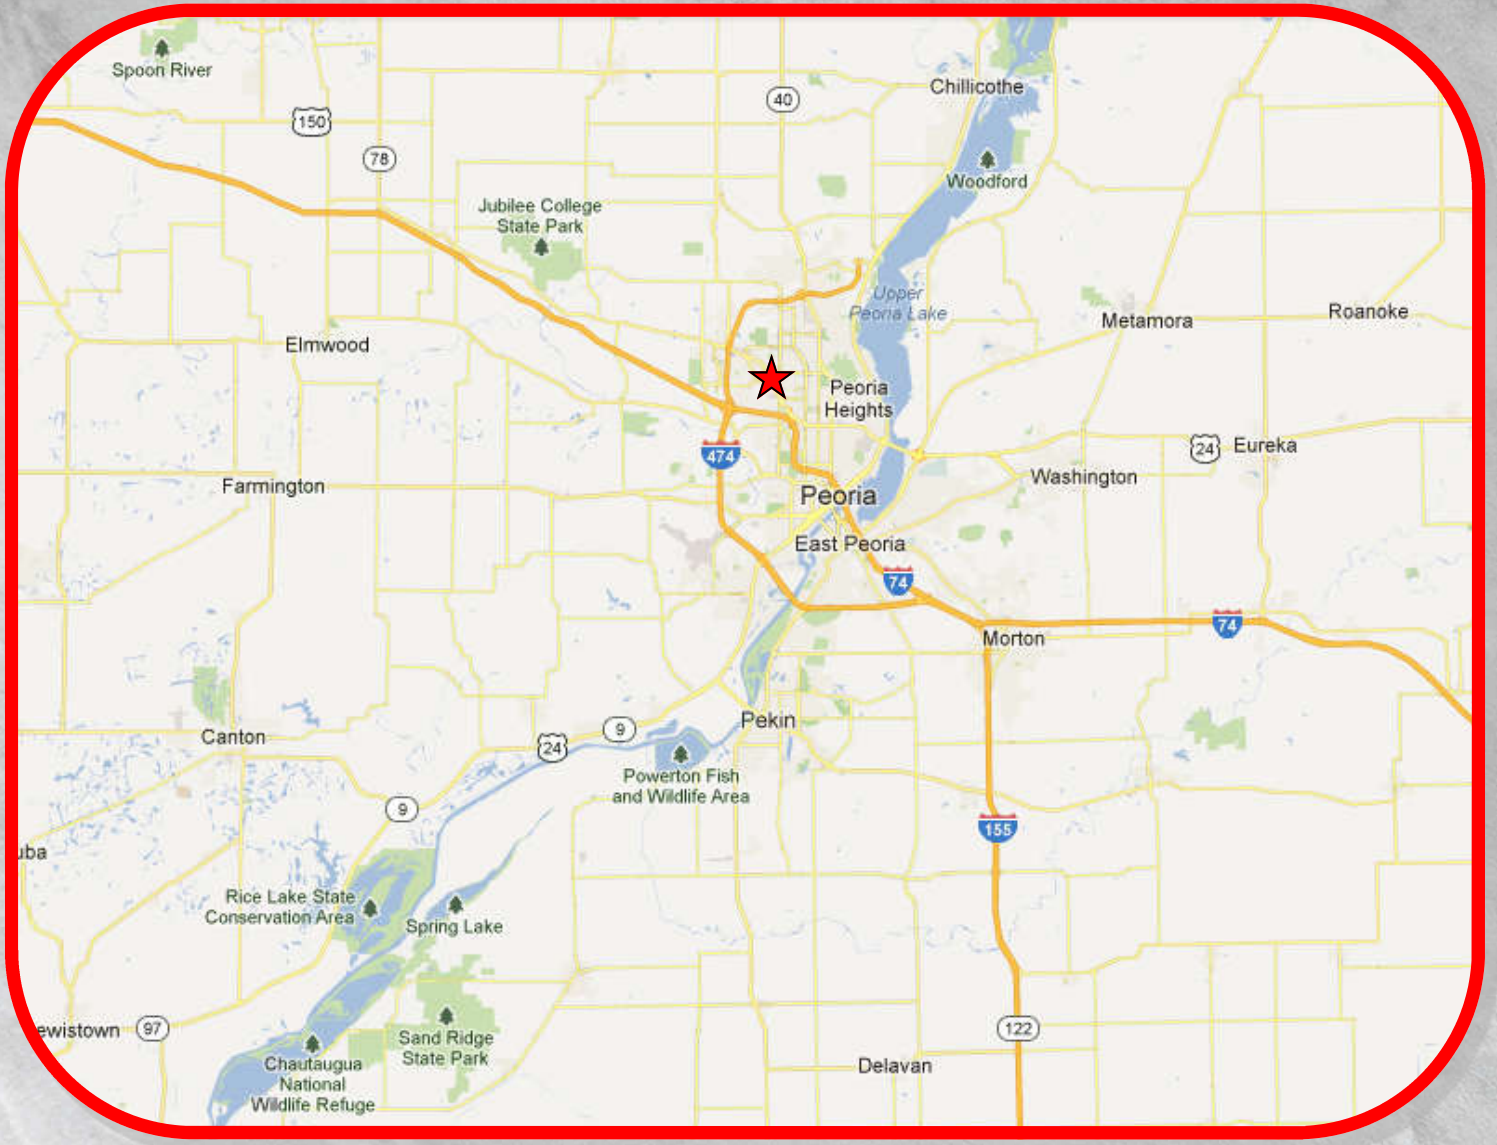 Spoon River
150
40
Chillicothe
78
Woodford
Jubilee College
State Park
Upper
Peoria Lake
Metamora
Roanoke
Elmwood
Peoria
Heights
474
24
Eureka
Washington
Farmington
Peoria
East Peoria
74
74
Morton
Pekin
9
24
Canton
Powerton Fish
and Wildlife Area
9
155
uba
Rice Lake State
Conservation Area
Spring Lake
ewistown
97
Sand Ridge
State Park
122
Chautaugua
National
Wildlife Refuge
Delavan